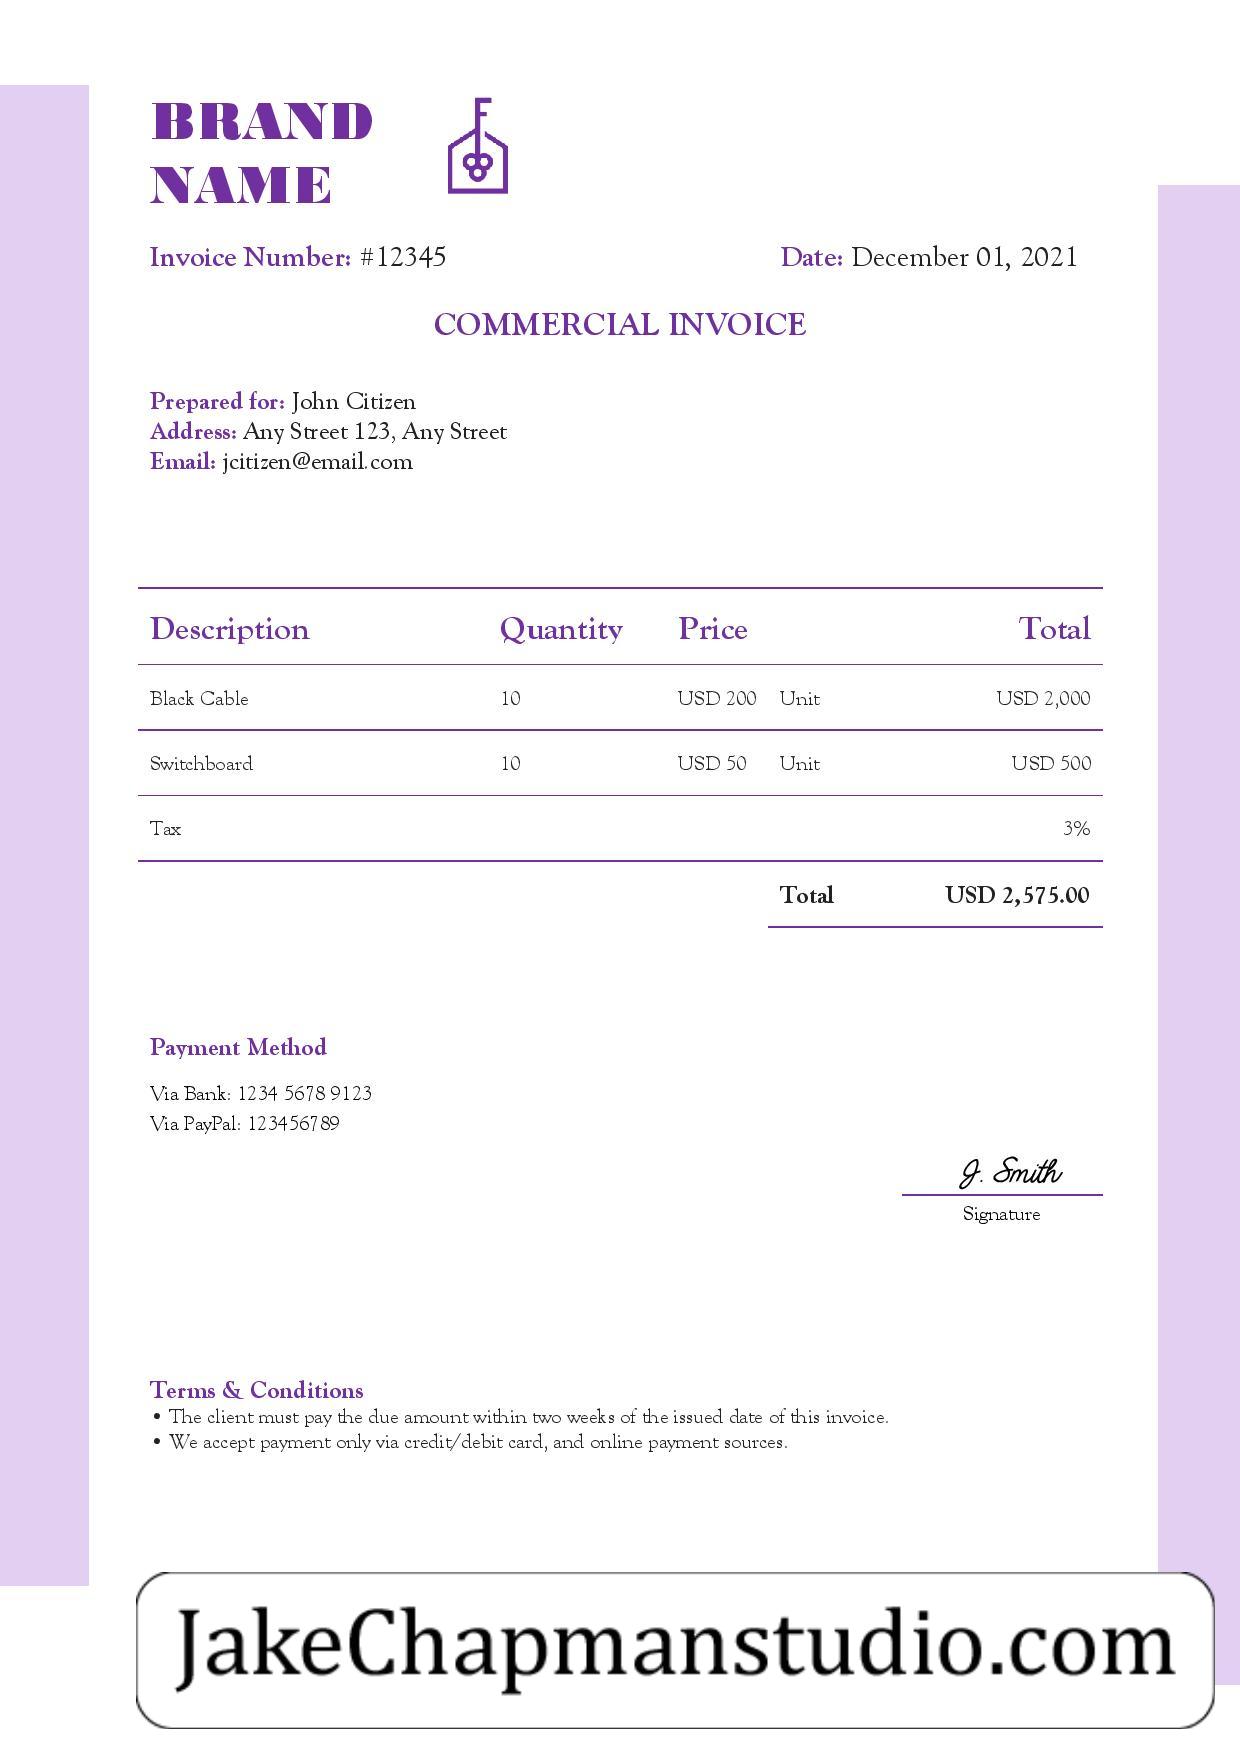 BRAND
NAME
Invoice Number: #12345 Date: December 01, 2021
COMMERCIAL INVOICE
Prepared for: John Citizen
Address: Any Street 123, Any Street
Email: jcitizen@email.com
Description Quantity Price Total
Black Cable 10 USD 200 Unit USD 2,000
Switchboard 10 USD 50 Unit USD 500
Tax 3%
Total USD 2,575.00
Payment Method
Via Bank: 1234 5678 9123
Via PayPal: 123456789
J. Smith
Signature
Terms & Conditions
• The client must pay the due amount within two weeks of the issued date of this invoice.
• We accept payment only via credit/debit card, and online payment sources.
JakeChapmanstudio.com